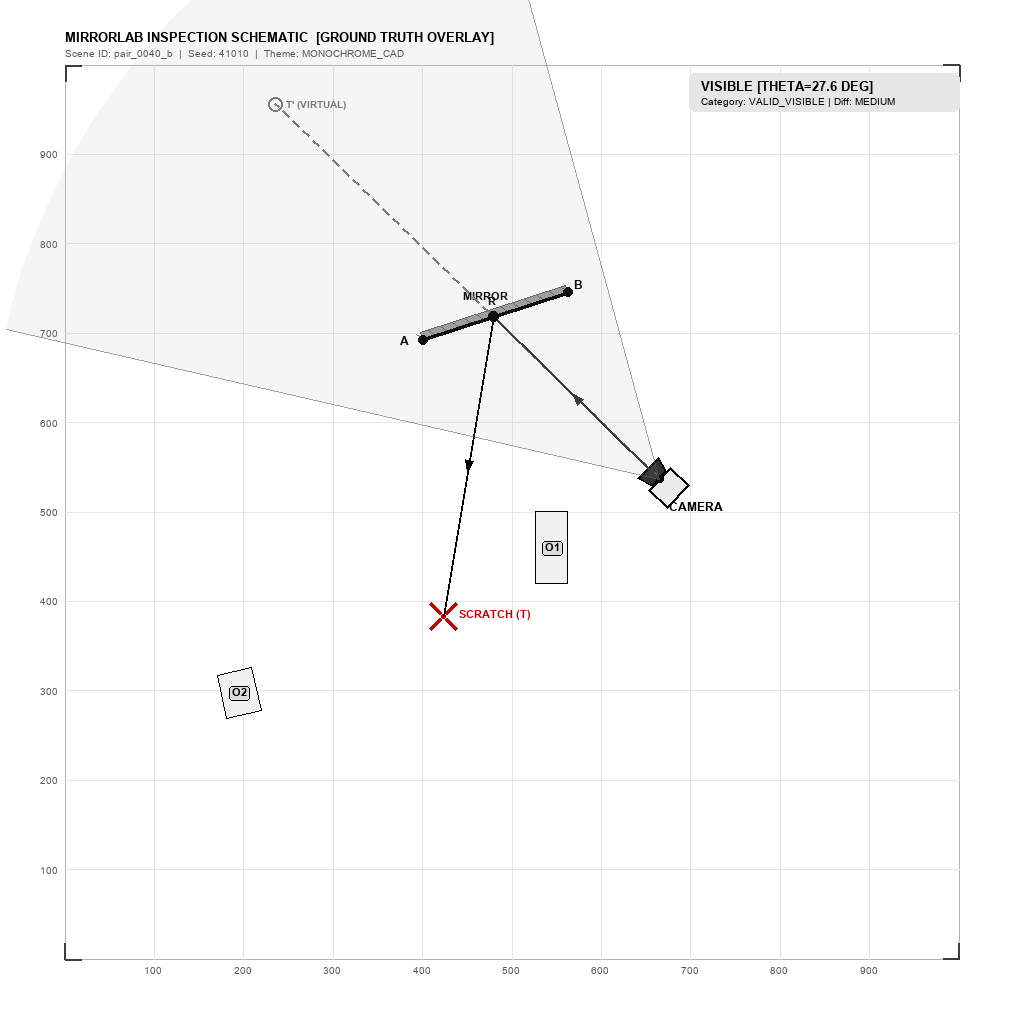 MIRRORLAB INSPECTION SCHEMATIC [GROUND TRUTH OVERLAY]
Scene ID: pair_0040_b | Seed: 41010 | Theme: MONOCHROME_CAD
VISIBLE [THETA=27.6 DEG]
Category: VALID_VISIBLE | Diff: MEDIUM
T' (VIRTUAL)
900
800
B
MIRROR
R
A
700
600
CAMERA
500
O1
400
SCRATCH (T)
300
O2
200
100
100 200 300 400 500 600 700 800 900